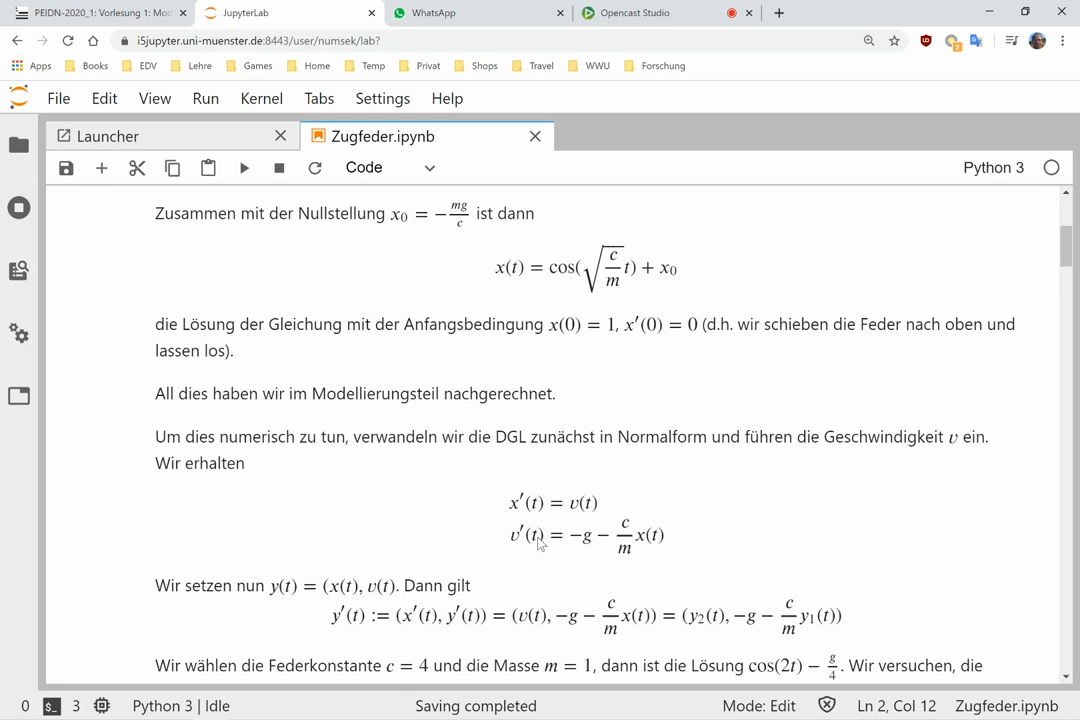 PEIDN-2020_1: Vorlesung 1: Mod
JupyterLab
WhatsApp
Opencast Studio
i5jupyter.uni-muenster.de:8443/user/numsek/lab?
Apps Books EDV Lehre Games Home Temp Privat Shops Travel WWU Forschung
File Edit View Run Kernel Tabs Settings Help
Launcher
Zugfeder.ipynb
Code
Python 3
Zusammen mit der Nullstellung x₀ = −mg/c ist dann
x(t) = cos(√(c/m) t) + x₀
die Lösung der Gleichung mit der Anfangsbedingung x(0) = 1, x′(0) = 0 (d.h. wir schieben die Feder nach oben und
lassen los).
All dies haben wir im Modellierungsteil nachgerechnet.
Um dies numerisch zu tun, verwandeln wir die DGL zunächst in Normalform und führen die Geschwindigkeit v ein.
Wir erhalten
x′(t) = v(t)
v′(t) = −g − c/m x(t)
Wir setzen nun y(t) = (x(t), v(t). Dann gilt
y′(t) := (x′(t), y′(t)) = (v(t), −g − c/m x(t)) = (y₂(t), −g − c/m y₁(t))
Wir wählen die Federkonstante c = 4 und die Masse m = 1, dann ist die Lösung cos(2t) − g/4. Wir versuchen, die
0 3 Python 3 | Idle Saving completed Mode: Edit Ln 2, Col 12 Zugfeder.ipynb